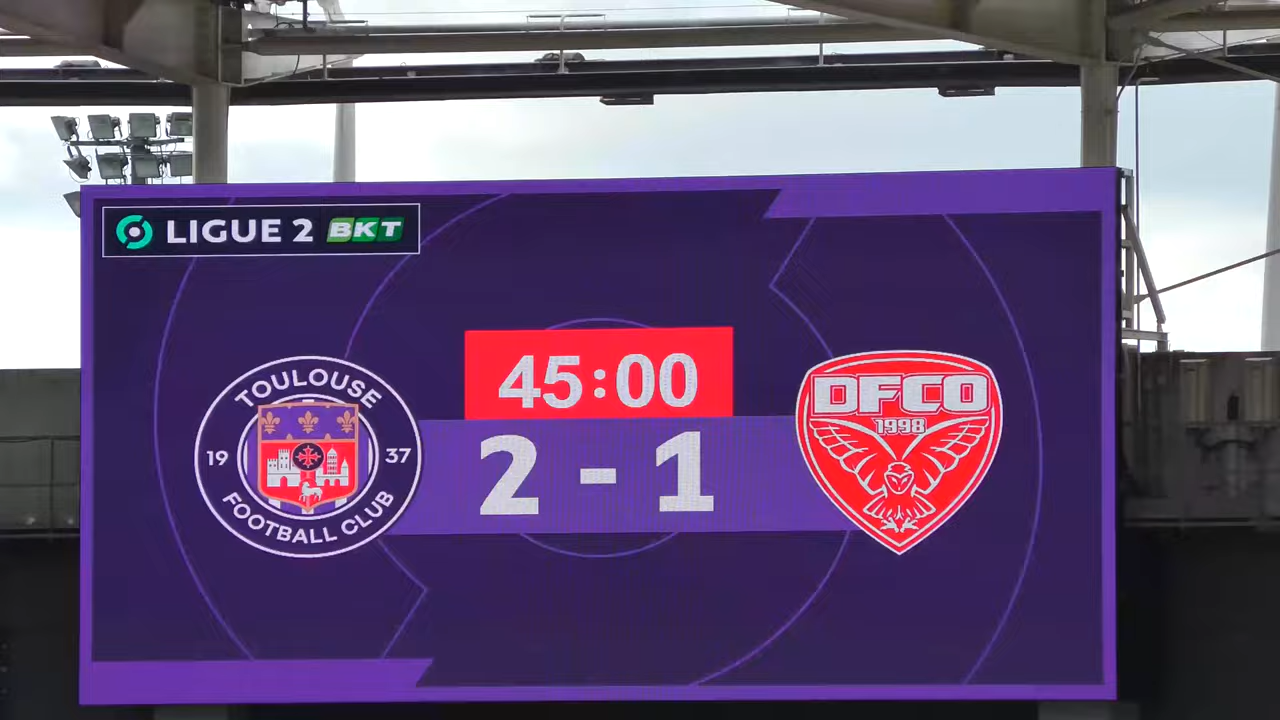 LIGUE 2 BKT
45:00
2 - 1
TOULOUSE
19 37
FOOTBALL CLUB
DFCO
1998